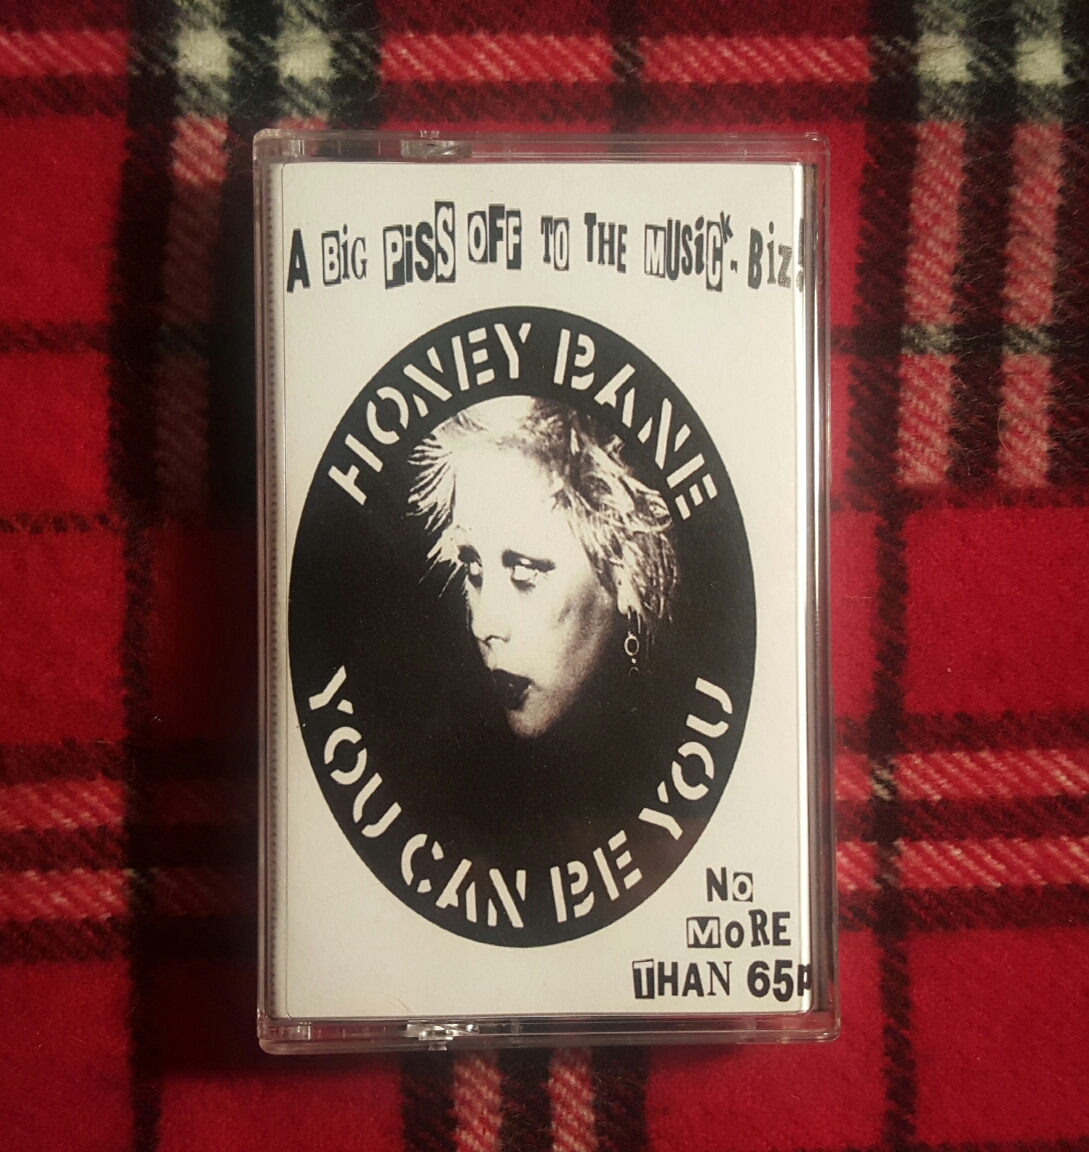 A BiG PiSS OFF TO THE MUSiCK-Biz!
HONEY BANE
YOU CAN BE YOU
NO
MoRE
THAN 65p